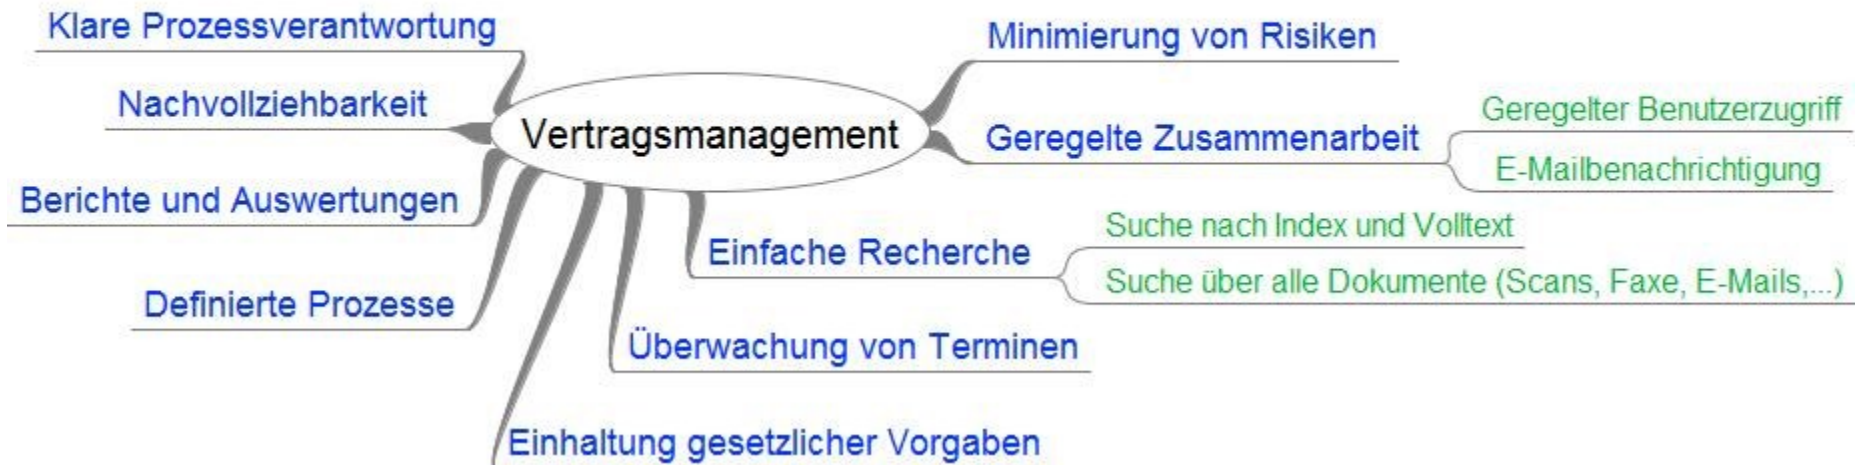 Klare Prozessverantwortung
Minimierung von Risiken
Nachvollziehbarkeit
Geregelter Benutzerzugriff
Vertragsmanagement
Geregelte Zusammenarbeit
E-Mailbenachrichtigung
Berichte und Auswertungen
Suche nach Index und Volltext
Einfache Recherche
Suche über alle Dokumente (Scans, Faxe, E-Mails,...)
Definierte Prozesse
Überwachung von Terminen
Einhaltung gesetzlicher Vorgaben